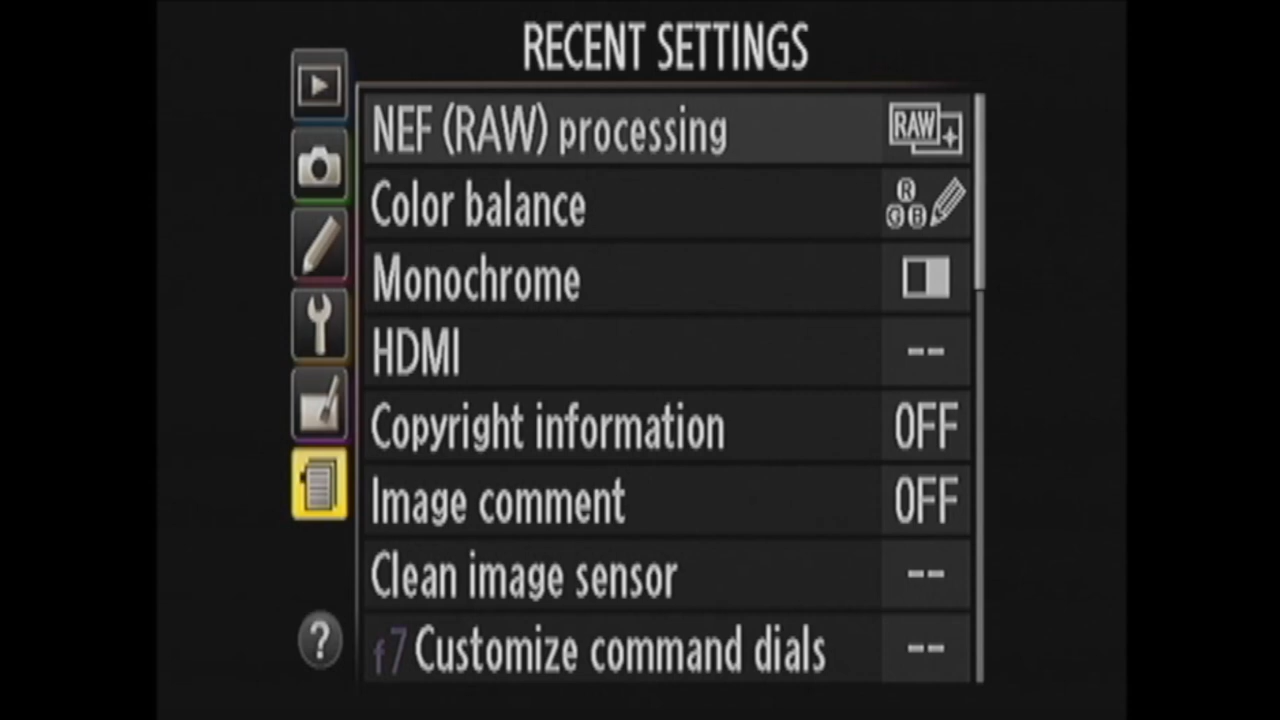 RECENT SETTINGS
NEF (RAW) processing RAW
Color balance R G B
Monochrome
HDMI --
Copyright information OFF
Image comment OFF
Clean image sensor --
f7 Customize command dials --
?